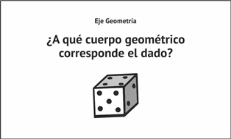 Eje Geometría
¿A qué cuerpo geométrico
corresponde el dado?